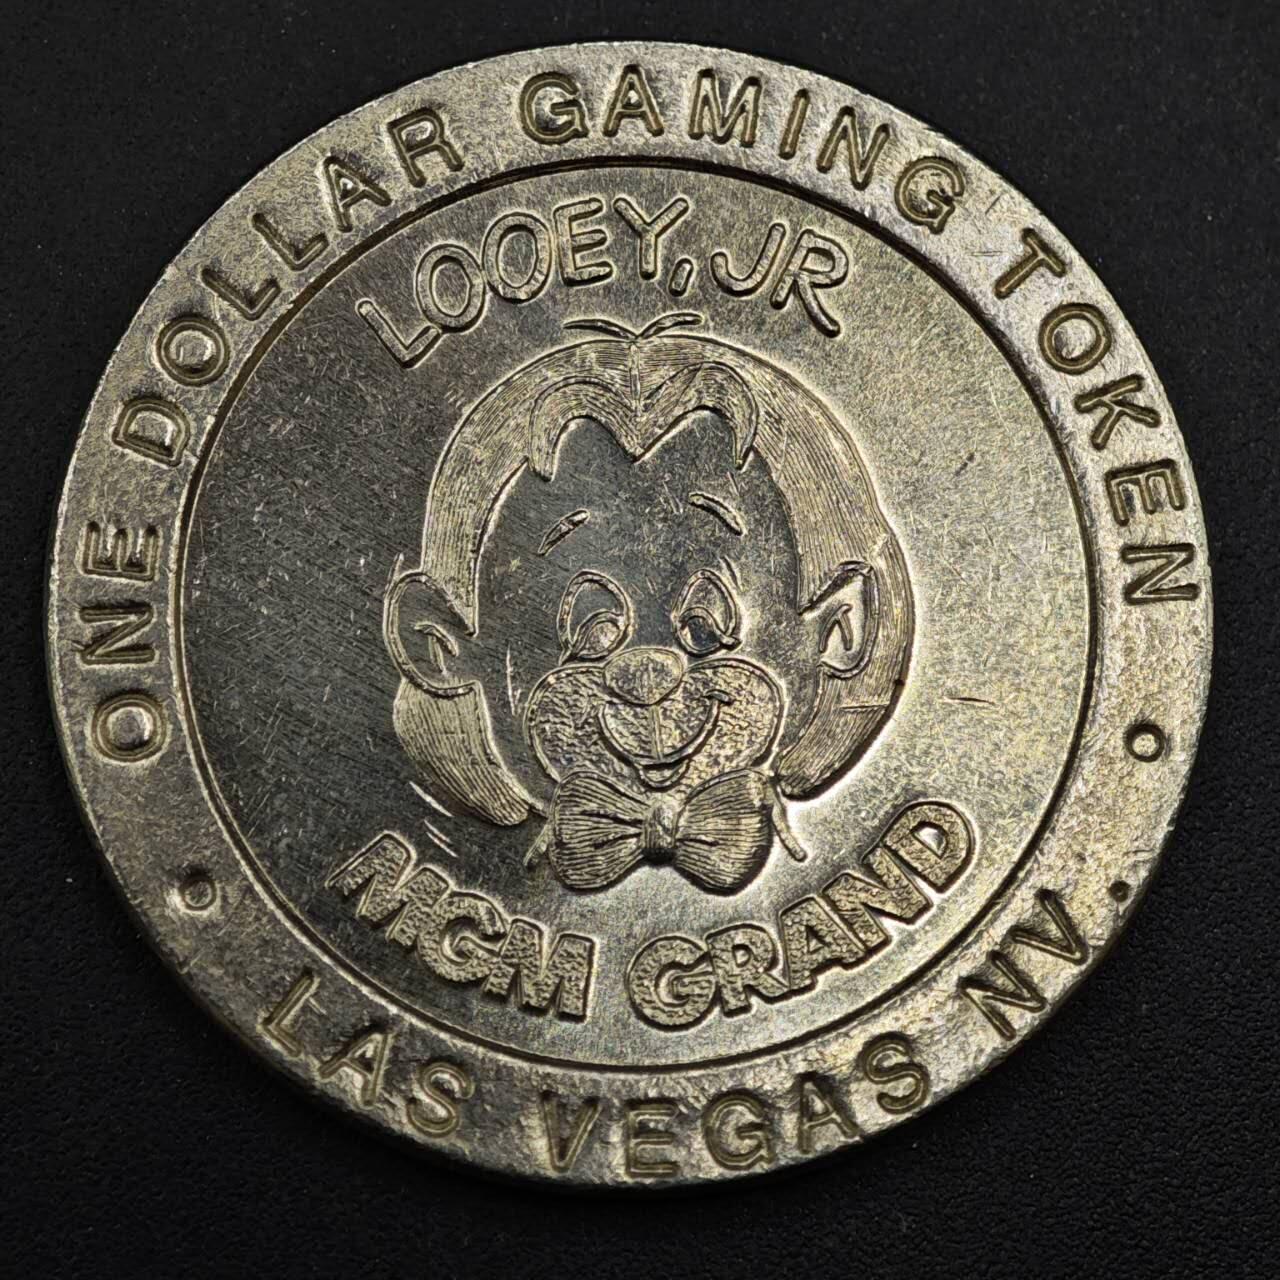 ONE DOLLAR GAMING TOKEN
LOOEY, JR
MGM GRAND
LAS VEGAS NV.